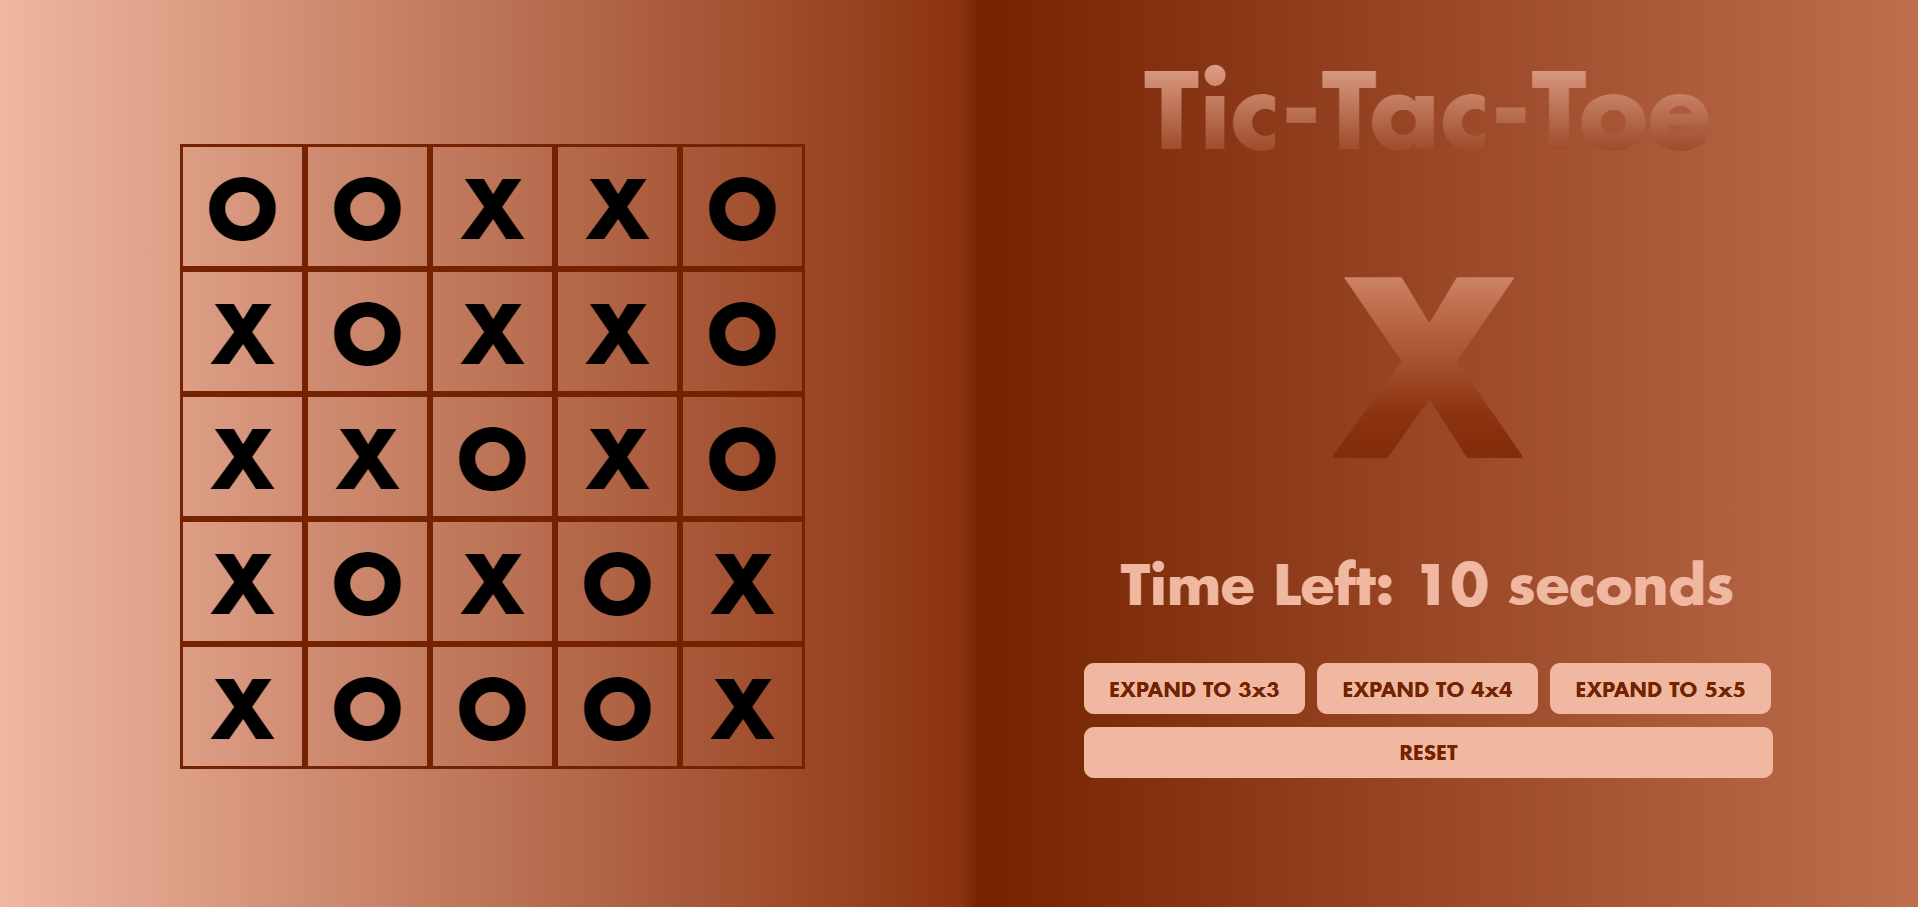 Tic-Tac-Toe
O O X X O
X O X X O
X X O X O
X O X O X
X O O O X
X
Time Left: 10 seconds
EXPAND TO 3x3 EXPAND TO 4x4 EXPAND TO 5x5
RESET